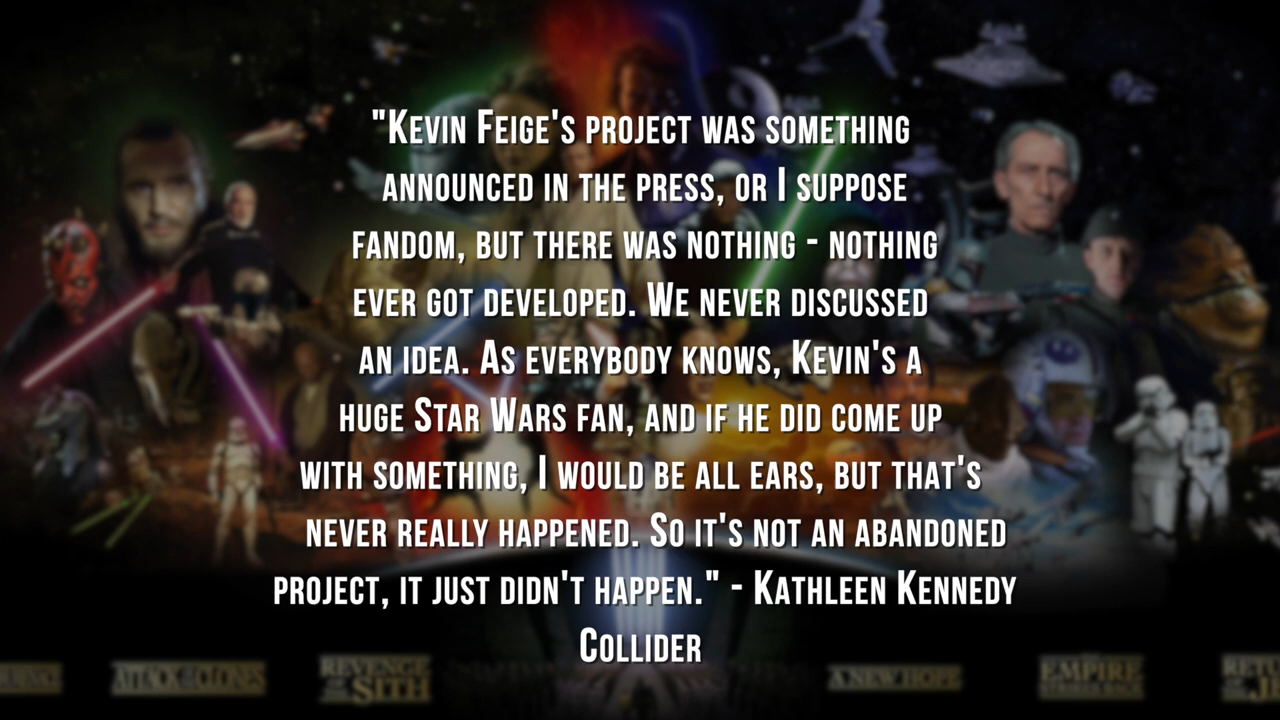 "Kevin Feige's project was something
announced in the press, or I suppose
fandom, but there was nothing - nothing
ever got developed. We never discussed
an idea. As everybody knows, Kevin's a
huge Star Wars fan, and if he did come up
with something, I would be all ears, but that's
never really happened. So it's not an abandoned
project, it just didn't happen." - Kathleen Kennedy
Collider
ATTACK OF THE CLONES
REVENGE OF THE SITH
A NEW HOPE
EMPIRE STRIKES BACK